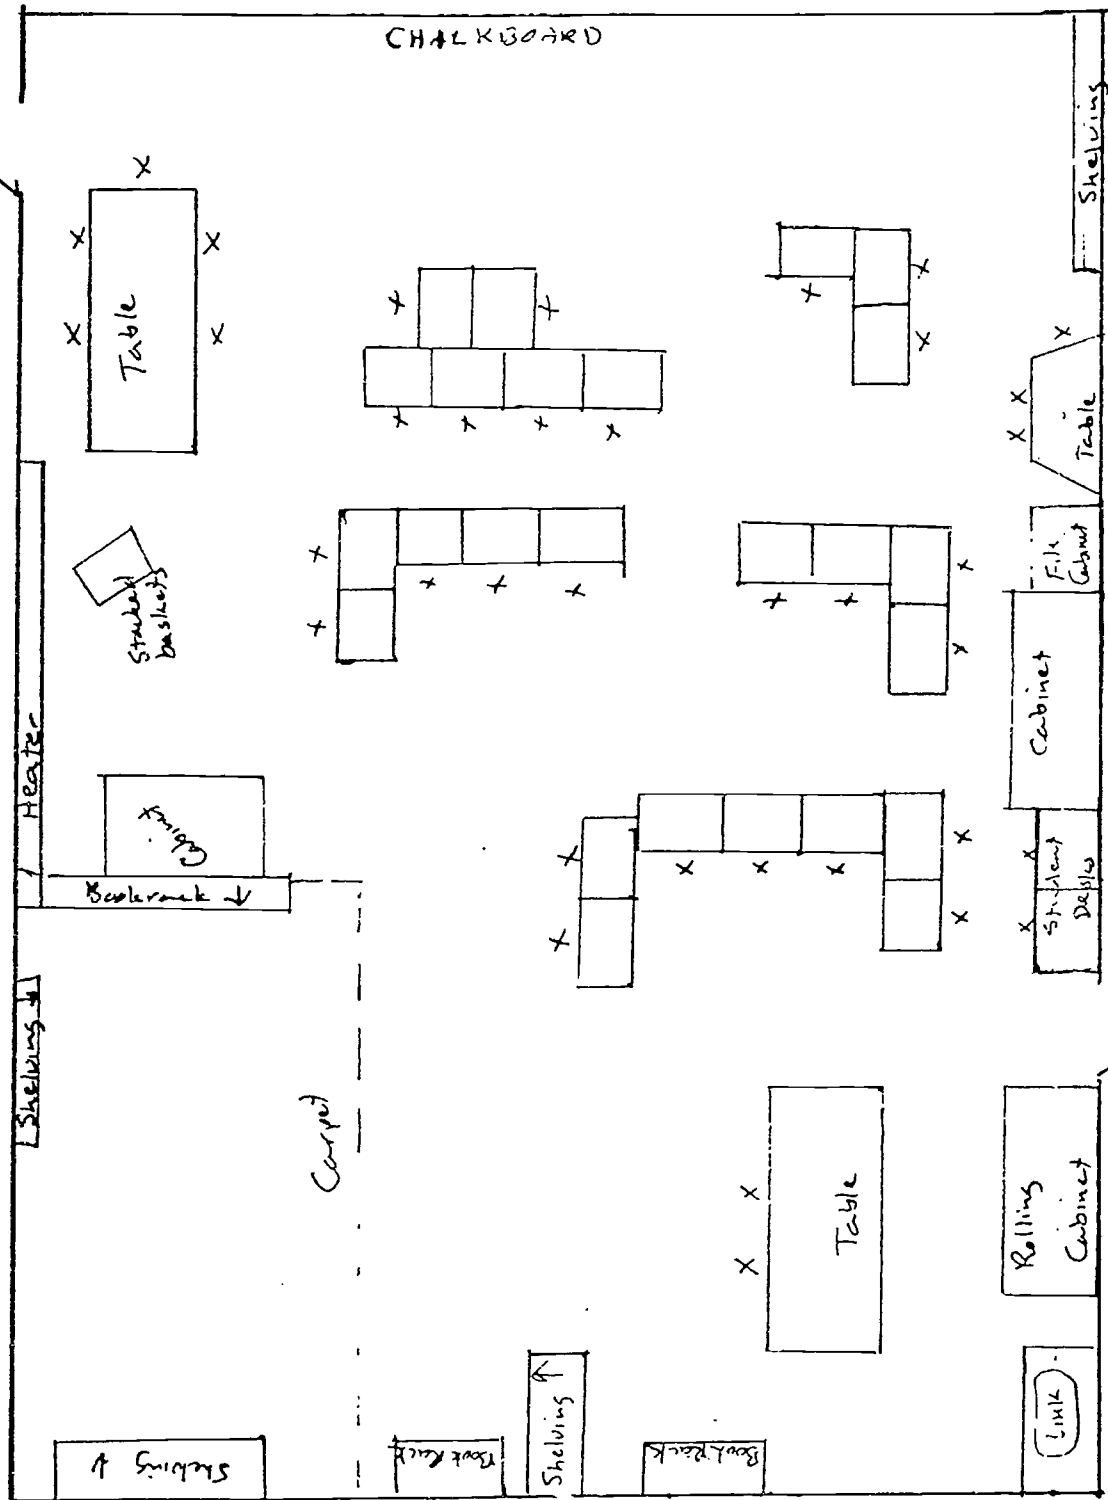 CHALKBOARD
Shelving
Table
Table
File
Cabinet
Stacked
baskets
Cabinet
Heater
Cabinet
Bookrack ↓
Student
Desks
Shelving ↓
Carpet
Table
Rolling
Cabinet
Shelving ↑
Sink
Shelving ↓
Book Rack
Book Rack